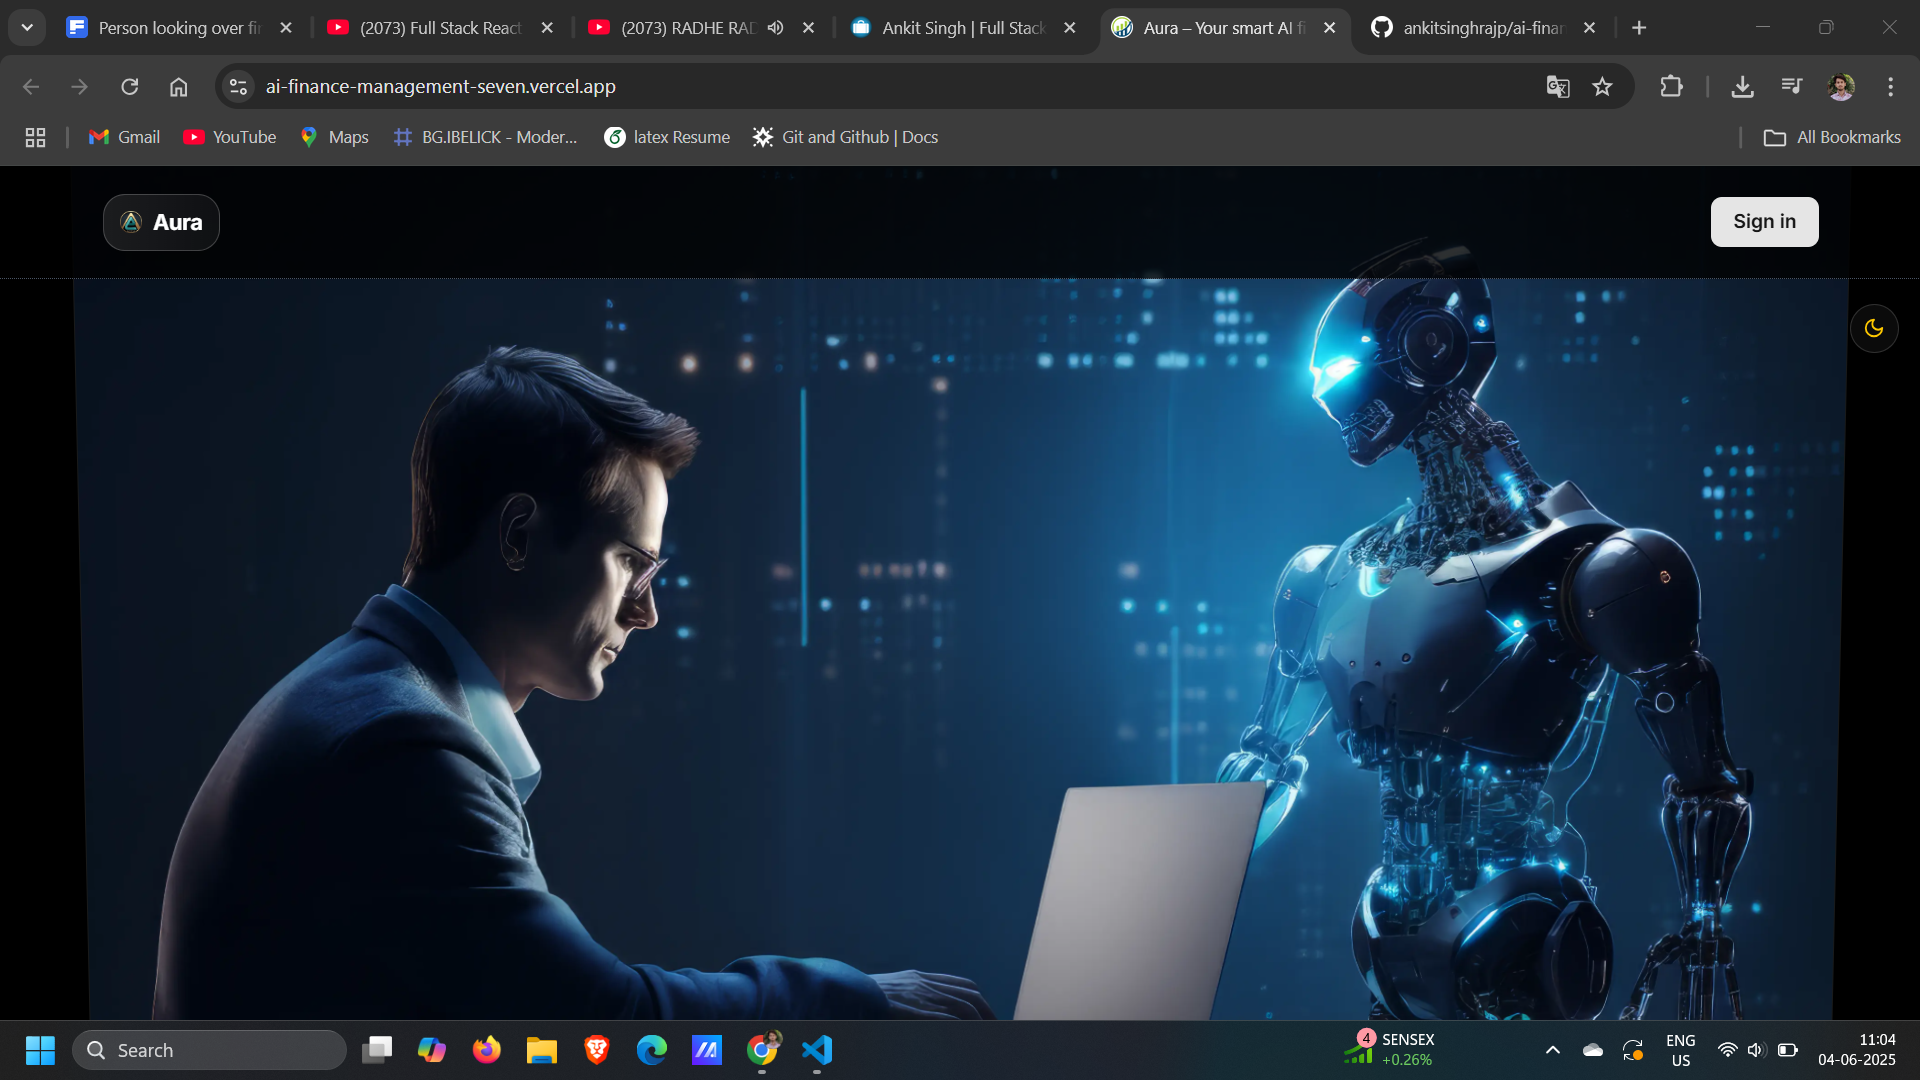 Person looking over fi
(2073) Full Stack React
(2073) RADHE RAD
Ankit Singh | Full Stack
Aura – Your smart AI fi
ankitsinghrajp/ai-finan
ai-finance-management-seven.vercel.app
Gmail
YouTube
Maps
BG.IBELICK - Moder...
latex Resume
Git and Github | Docs
All Bookmarks
Aura
Sign in
Search
4
SENSEX
+0.26%
ENG
US
11:04
04-06-2025